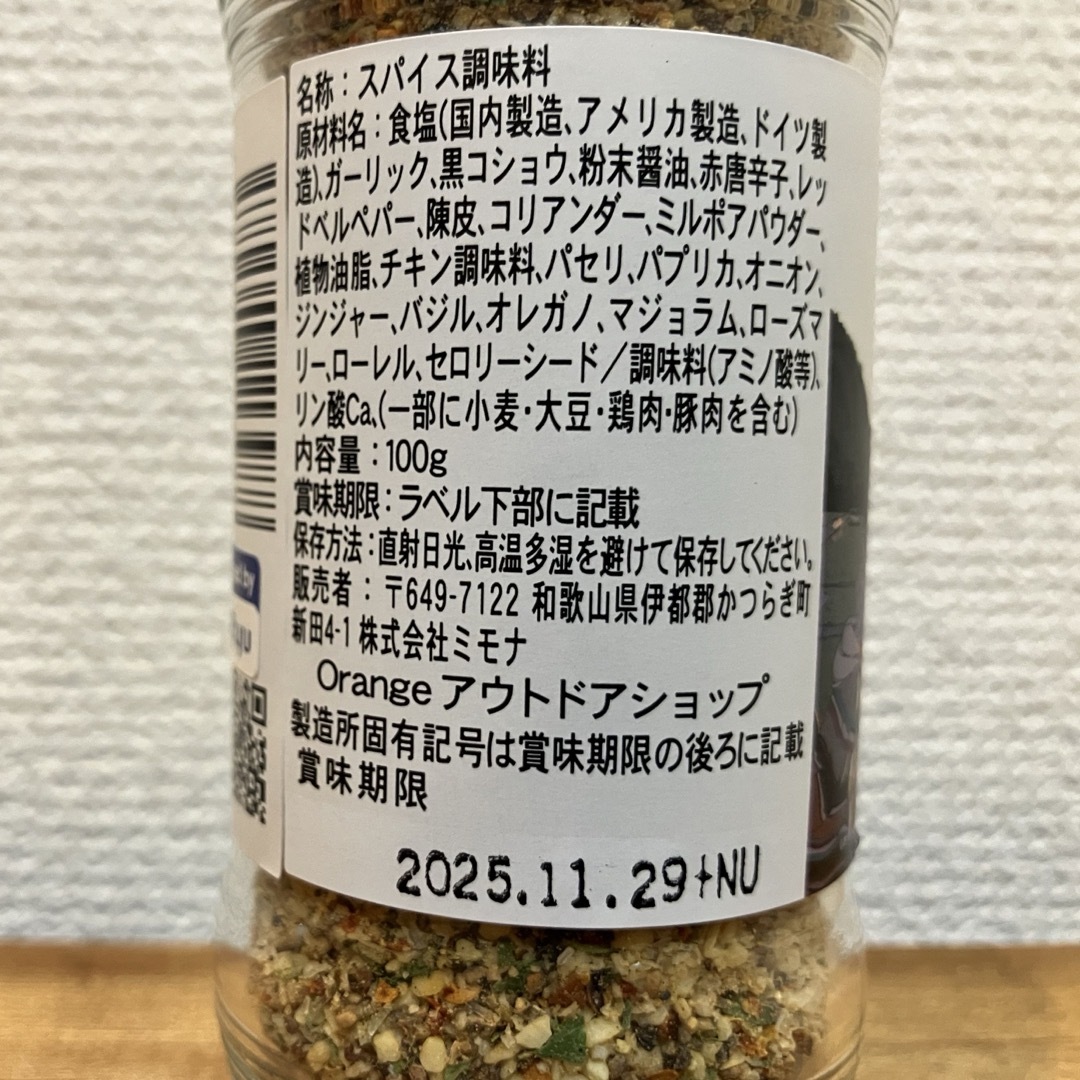 名称：スパイス調味料
原材料名：食塩(国内製造、アメリカ製造、ドイツ製
造)、ガーリック、黒コショウ、粉末醤油、赤唐辛子、レッ
ドベルペパー、陳皮、コリアンダー、ミルポアパウダー、
植物油脂、チキン調味料、パセリ、パプリカ、オニオン、
ジンジャー、バジル、オレガノ、マジョラム、ローズマ
リー、ローレル、セロリーシード／調味料(アミノ酸等)、
リン酸Ca、(一部に小麦・大豆・鶏肉・豚肉を含む)
内容量：100g
賞味期限：ラベル下部に記載
保存方法：直射日光、高温多湿を避けて保存してください。
販売者：〒649-7122 和歌山県伊都郡かつらぎ町
新田4-1 株式会社ミモナ
Orange アウトドアショップ
製造所固有記号は賞味期限の後ろに記載
賞味期限
2025.11.29+NU
by